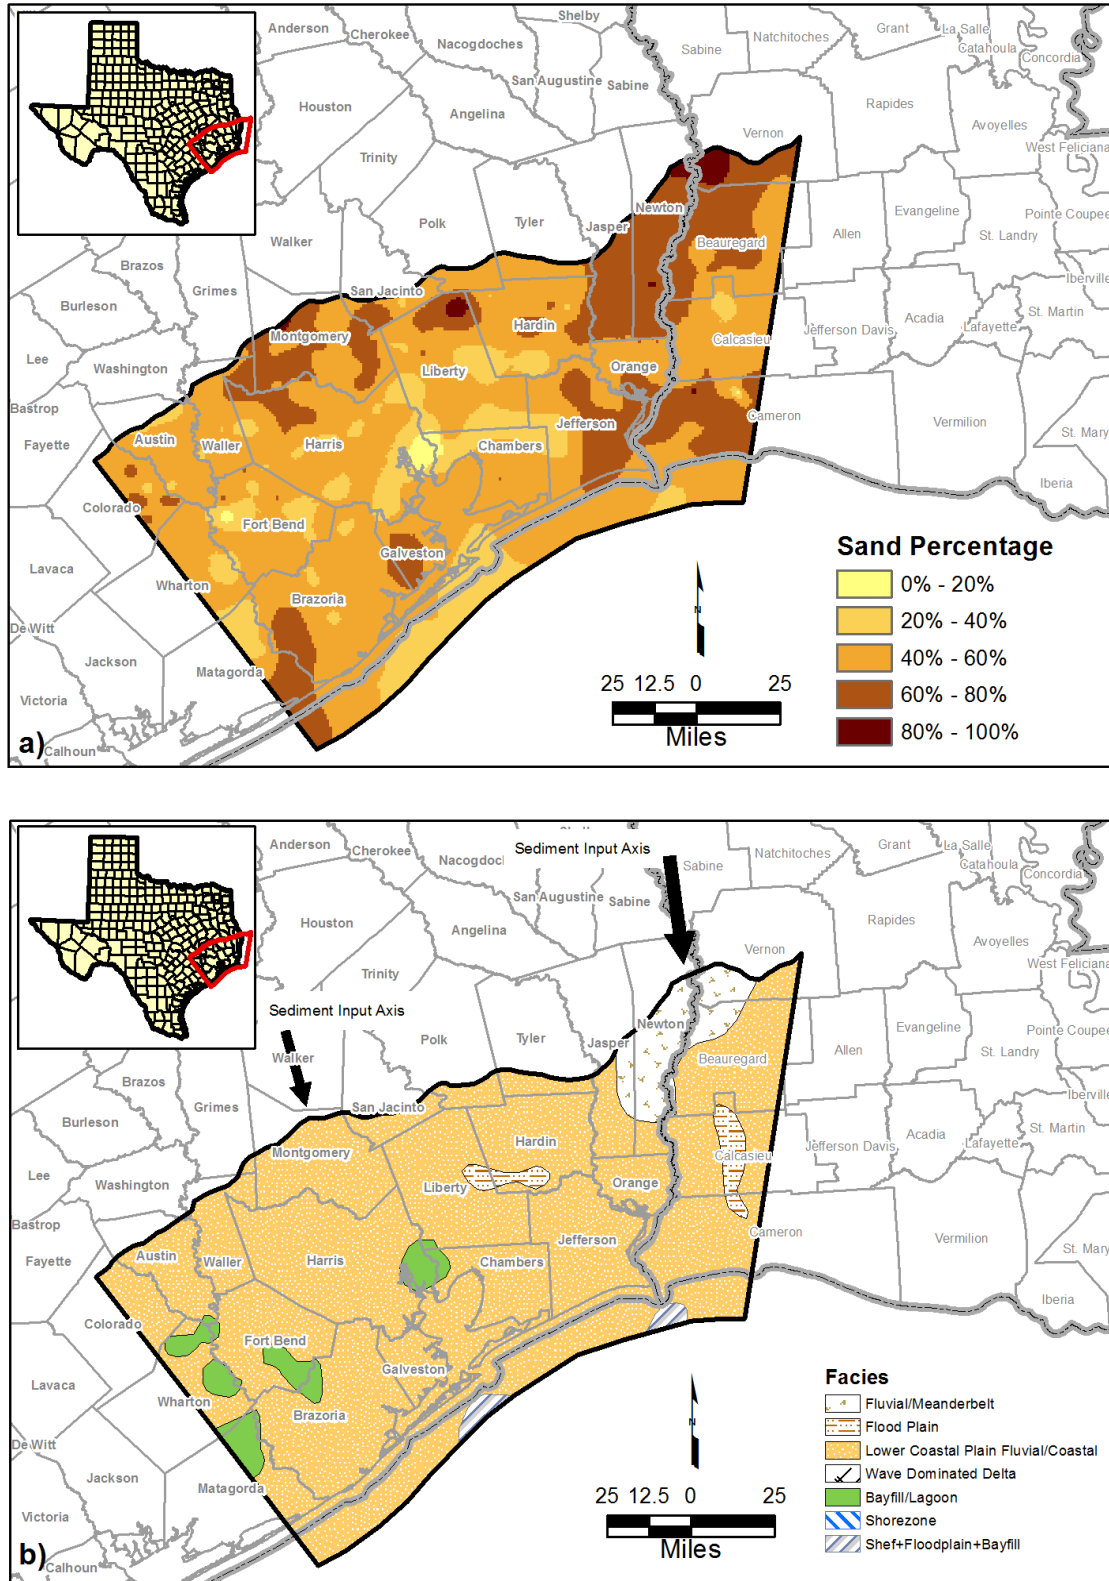 Shelby
Anderson
Cherokee
Nacogdoches
Sabine
Natchitoches
Grant
La Salle
Catahoula
Concordia
San Augustine
Sabine
Houston
Angelina
Rapides
Avoyelles
Vernon
West Feliciana
Trinity
Newton
Polk
Tyler
Jasper
Evangeline
Pointe Coupee
Walker
Beauregard
Allen
St. Landry
Brazos
Grimes
San Jacinto
Iberville
Burleson
Montgomery
Hardin
Calcasieu
Jefferson Davis
Acadia
Lafayette
St. Martin
Lee
Washington
Liberty
Orange
Bastrop
Fayette
Austin
Waller
Harris
Chambers
Jefferson
Cameron
Vermilion
St. Mary
Iberia
Colorado
Fort Bend
Galveston
Lavaca
Wharton
Brazoria
De Witt
Jackson
Matagorda
Victoria
Calhoun
Sand Percentage
0% - 20%
20% - 40%
40% - 60%
60% - 80%
80% - 100%
N
25 12.5 0 25
Miles
a)
Sediment Input Axis
Anderson
Cherokee
Nacogdoc
Sabine
Natchitoches
Grant
La Salle
Catahoula
Concordia
San Augustine
Sabine
Houston
Angelina
Rapides
Avoyelles
Vernon
West Feliciana
Trinity
Sediment Input Axis
Newton
Polk
Tyler
Jasper
Evangeline
Pointe Coupee
Walker
Beauregard
Allen
St. Landry
Brazos
Grimes
San Jacinto
Iberville
Burleson
Montgomery
Hardin
Calcasieu
Jefferson Davis
Acadia
Lafayette
St. Martin
Lee
Washington
Liberty
Orange
Bastrop
Fayette
Austin
Waller
Harris
Chambers
Jefferson
Cameron
Vermilion
St. Mary
Iberia
Colorado
Fort Bend
Galveston
Lavaca
Wharton
Brazoria
De Witt
Jackson
Matagorda
Victoria
Calhoun
Facies
Fluvial/Meanderbelt
Flood Plain
Lower Coastal Plain Fluvial/Coastal
Wave Dominated Delta
Bayfill/Lagoon
Shorezone
Shef+Floodplain+Bayfill
N
25 12.5 0 25
Miles
b)